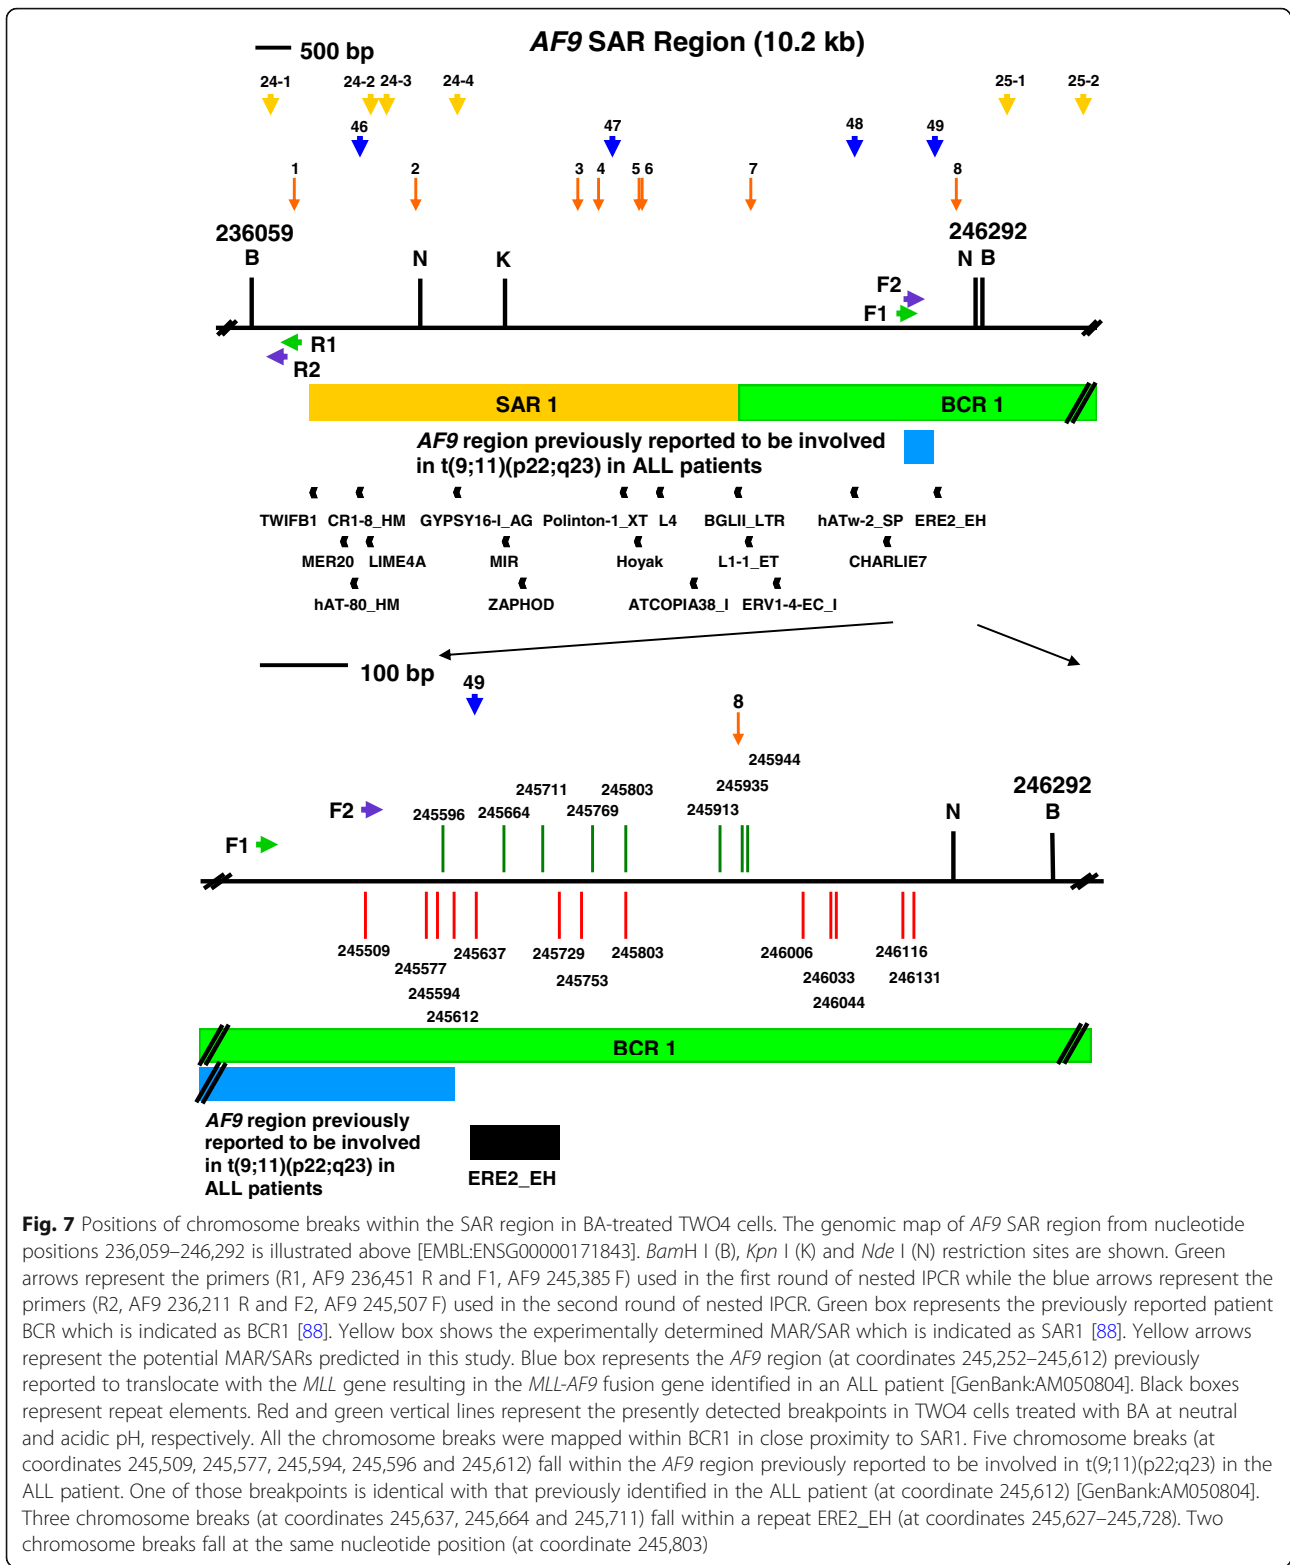 AF9 SAR Region (10.2 kb)
500 bp
24-1 24-2 24-3 24-4 25-1 25-2
46 47 48 49
1 2 3 4 5 6 7 8
236059 246292
B N K N B
F2
F1
R1
R2
SAR 1 BCR 1
AF9 region previously reported to be involved
in t(9;11)(p22;q23) in ALL patients
TWIFB1 CR1-8_HM GYPSY16-I_AG Polinton-1_XT L4 BGLII_LTR hATw-2_SP ERE2_EH
MER20 LIME4A MIR Hoyak L1-1_ET CHARLIE7
hAT-80_HM ZAPHOD ATCOPIA38_I ERV1-4-EC_I
100 bp
49
8
245944
245711 245803 245935 246292
F2 245596 245664 245769 245913 N B
F1
245509 245637 245729 245803 246006 246116
245577 245753 246033 246131
245594 246044
245612
BCR 1
AF9 region previously
reported to be involved
in t(9;11)(p22;q23) in
ALL patients
ERE2_EH
Fig. 7 Positions of chromosome breaks within the SAR region in BA-treated TWO4 cells. The genomic map of AF9 SAR region from nucleotide
positions 236,059–246,292 is illustrated above [EMBL:ENSG00000171843]. BamH I (B), Kpn I (K) and Nde I (N) restriction sites are shown. Green
arrows represent the primers (R1, AF9 236,451 R and F1, AF9 245,385 F) used in the first round of nested IPCR while the blue arrows represent the
primers (R2, AF9 236,211 R and F2, AF9 245,507 F) used in the second round of nested IPCR. Green box represents the previously reported patient
BCR which is indicated as BCR1 [88]. Yellow box shows the experimentally determined MAR/SAR which is indicated as SAR1 [88]. Yellow arrows
represent the potential MAR/SARs predicted in this study. Blue box represents the AF9 region (at coordinates 245,252–245,612) previously
reported to translocate with the MLL gene resulting in the MLL-AF9 fusion gene identified in an ALL patient [GenBank:AM050804]. Black boxes
represent repeat elements. Red and green vertical lines represent the presently detected breakpoints in TWO4 cells treated with BA at neutral
and acidic pH, respectively. All the chromosome breaks were mapped within BCR1 in close proximity to SAR1. Five chromosome breaks (at
coordinates 245,509, 245,577, 245,594, 245,596 and 245,612) fall within the AF9 region previously reported to be involved in t(9;11)(p22;q23) in the
ALL patient. One of those breakpoints is identical with that previously identified in the ALL patient (at coordinate 245,612) [GenBank:AM050804].
Three chromosome breaks (at coordinates 245,637, 245,664 and 245,711) fall within a repeat ERE2_EH (at coordinates 245,627–245,728). Two
chromosome breaks fall at the same nucleotide position (at coordinate 245,803)